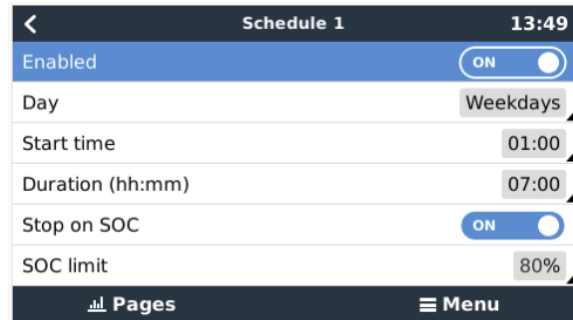 Schedule 1 13:49
Enabled ON
Day Weekdays
Start time 01:00
Duration (hh:mm) 07:00
Stop on SOC ON
SOC limit 80%
Pages Menu